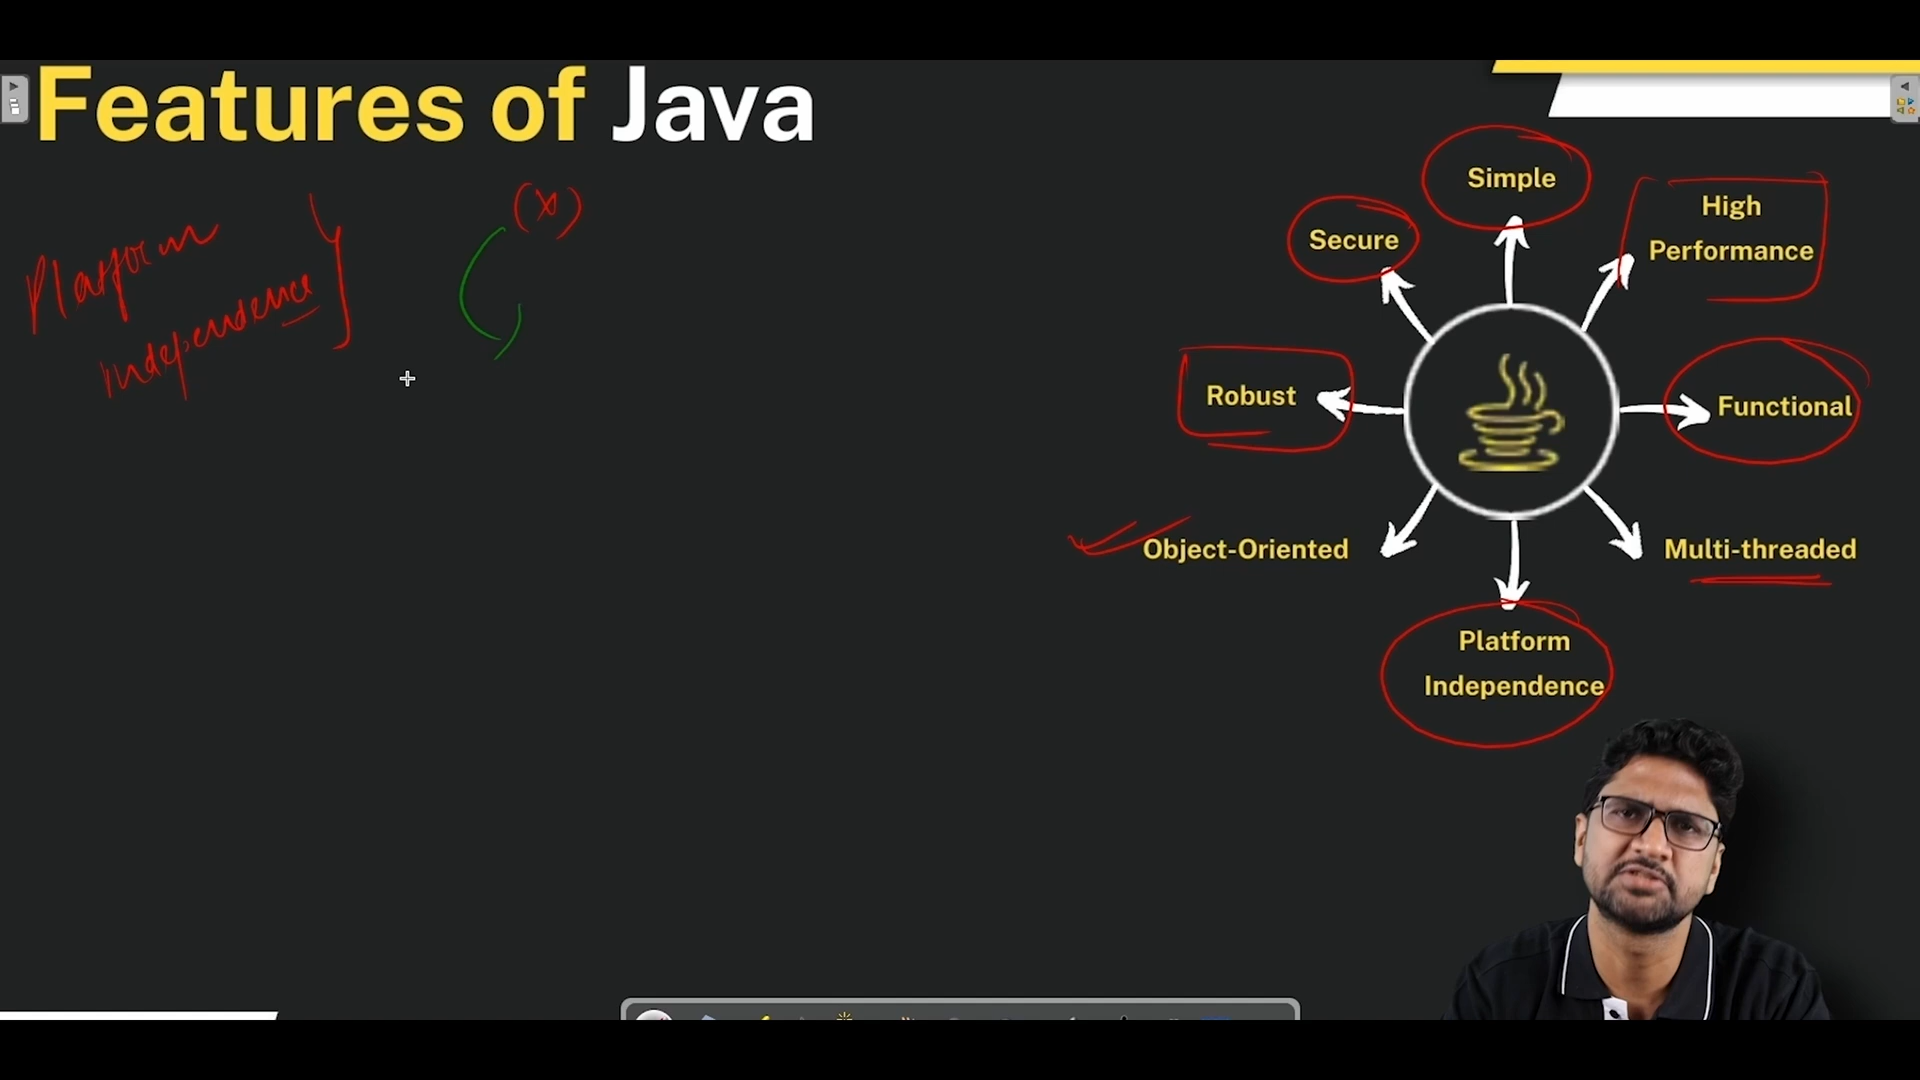 Features of Java
Platform
independence
(x)
Simple
Secure
High
Performance
Robust
Functional
Object-Oriented
Multi-threaded
Platform
Independence